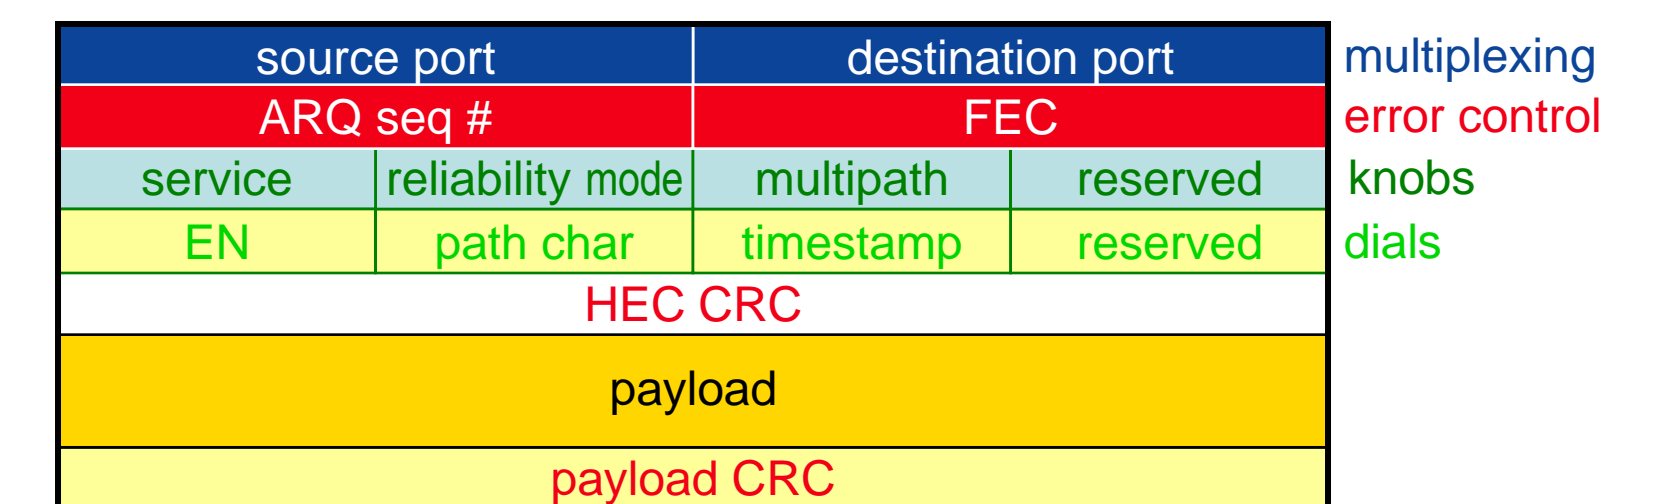 source port destination port multiplexing
ARQ seq # FEC error control
service reliability mode multipath reserved knobs
EN path char timestamp reserved dials
HEC CRC
payload
payload CRC